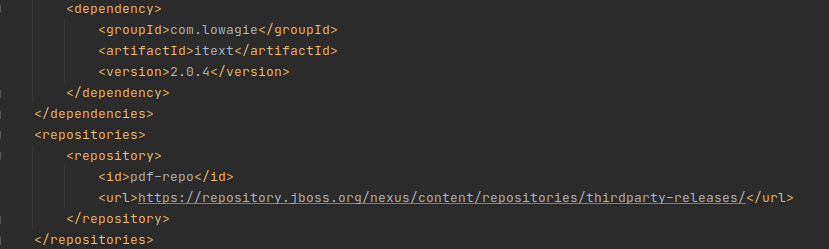 <dependency>
<groupId>com.lowagie</groupId>
<artifactId>itext</artifactId>
<version>2.0.4</version>
</dependency>
</dependencies>
<repositories>
<repository>
<id>pdf-repo</id>
<url>https://repository.jboss.org/nexus/content/repositories/thirdparty-releases/</url>
</repository>
</repositories>